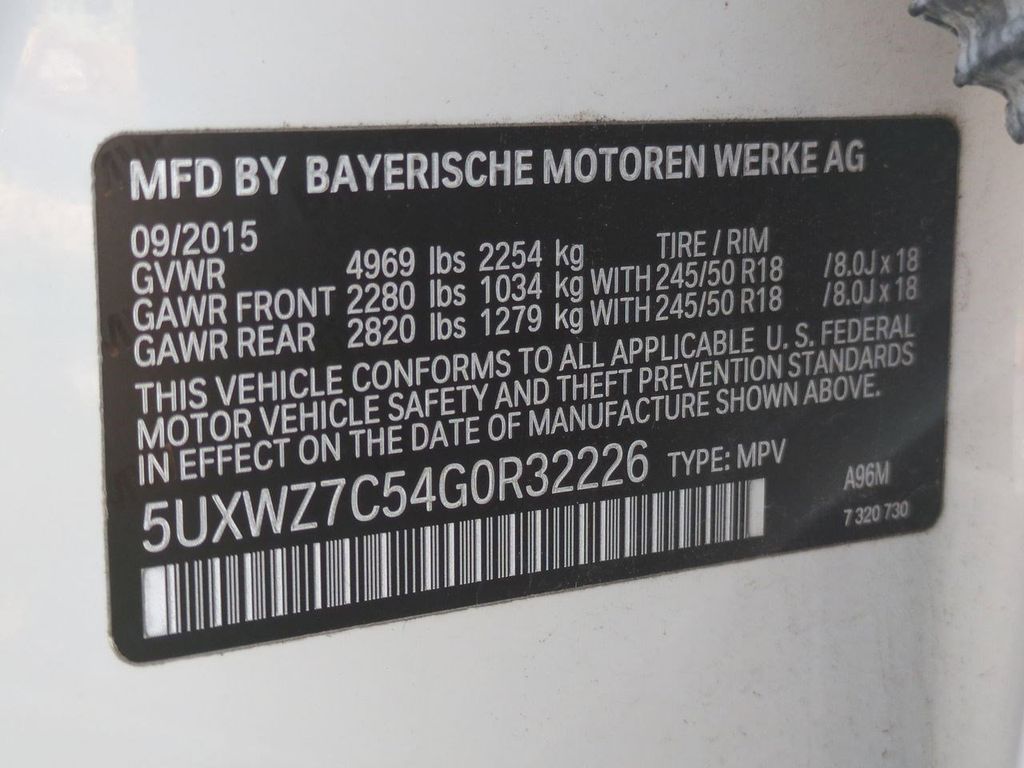 MFD BY BAYERISCHE MOTOREN WERKE AG
09/2015 TIRE / RIM
GVWR 4969 lbs 2254 kg
GAWR FRONT 2280 lbs 1034 kg WITH 245/50 R18 /8.0J x 18
GAWR REAR 2820 lbs 1279 kg WITH 245/50 R18 /8.0J x 18
THIS VEHICLE CONFORMS TO ALL APPLICABLE U. S. FEDERAL
MOTOR VEHICLE SAFETY AND THEFT PREVENTION STANDARDS
IN EFFECT ON THE DATE OF MANUFACTURE SHOWN ABOVE.
5UXWZ7C54G0R32226 TYPE: MPV
A96M
7 320 730